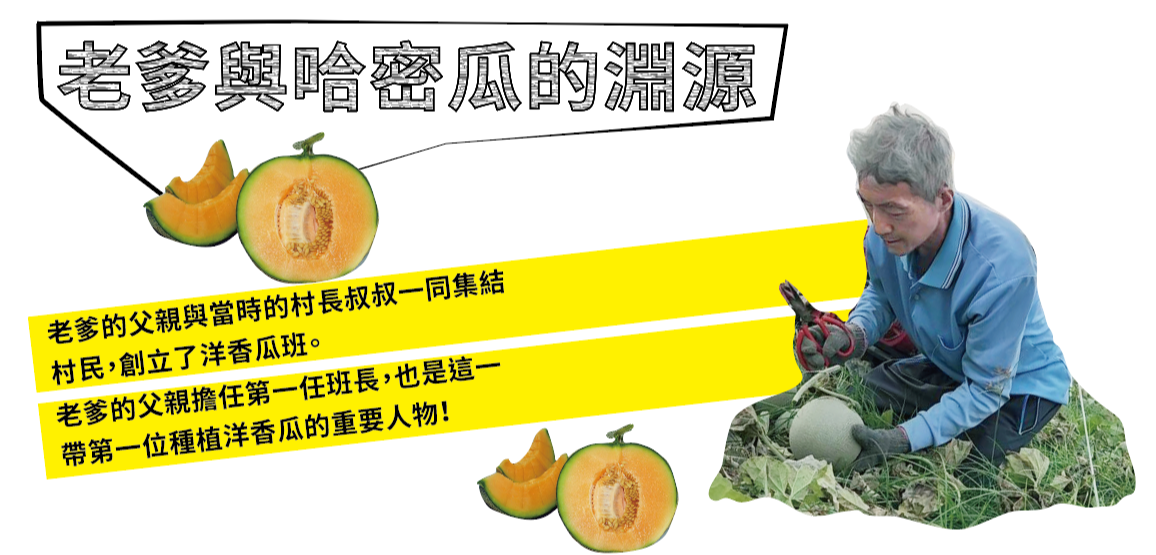 老爹與哈密瓜的淵源
老爹的父親與當時的村長叔叔一同集結
村民,創立了洋香瓜班。
老爹的父親擔任第一任班長,也是這一
帶第一位種植洋香瓜的重要人物!